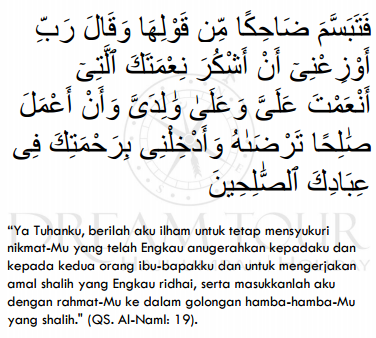 فَتَبَسَّمَ ضَاحِكًا مِّن قَوْلِهَا وَقَالَ رَبِّ
أَوْزِعْنِىٓ أَنْ أَشْكُرَ نِعْمَتَكَ ٱلَّتِىٓ
أَنْعَمْتَ عَلَىَّ وَعَلَىٰ وَٰلِدَىَّ وَأَنْ أَعْمَلَ
صَٰلِحًا تَرْضَىٰهُ وَأَدْخِلْنِى بِرَحْمَتِكَ فِى
عِبَادِكَ ٱلصَّٰلِحِينَ
DREAM TOUR
“Ya Tuhanku, berilah aku ilham untuk tetap mensyukuri
nikmat-Mu yang telah Engkau anugerahkan kepadaku dan
kepada kedua orang ibu-bapakku dan untuk mengerjakan
amal shalih yang Engkau ridhai, serta masukkanlah aku
dengan rahmat-Mu ke dalam golongan hamba-hamba-Mu
yang shalih.” (QS. Al-Naml: 19).